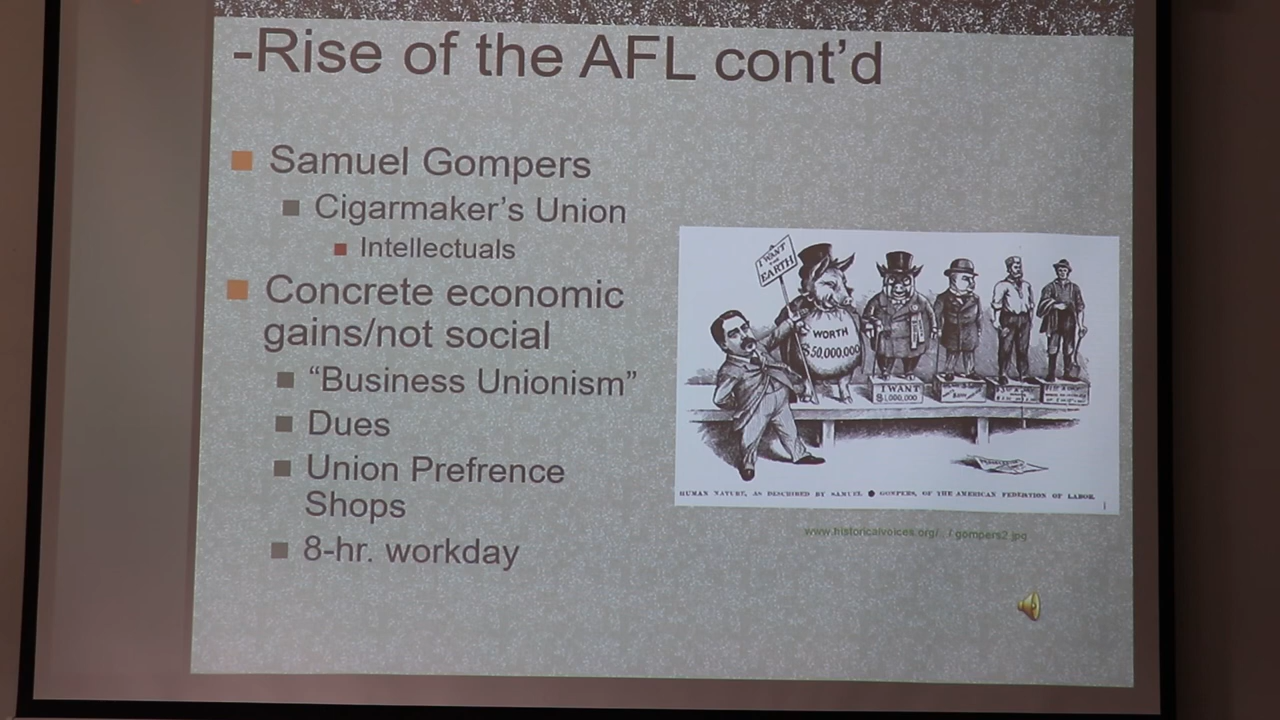 -Rise of the AFL cont’d
Samuel Gompers
Cigarmaker’s Union
Intellectuals
Concrete economic
gains/not social
“Business Unionism”
Dues
Union Prefrence
Shops
8-hr. workday
I WANT
THE
EARTH
WORTH
$50,000,000
I WANT
$1,000,000
HUMAN NATURE, AS DESCRIBED BY SAMUEL GOMPERS, OF THE AMERICAN FEDERTION OF LABOR.
www.historicalvoices.org/.../gompers2.jpg